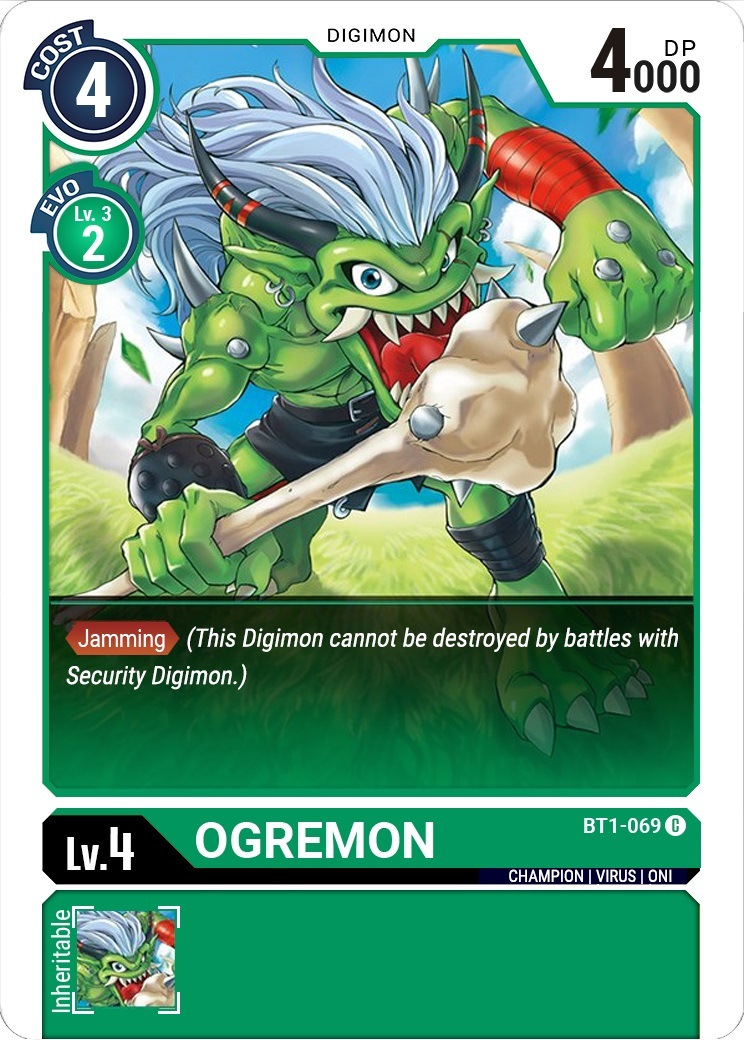 DIGIMON
COST
4
DP
4000
EVO
Lv. 3
2
Jamming (This Digimon cannot be destroyed by battles with
Security Digimon.)
Lv.4
OGREMON
BT1-069 C
CHAMPION | VIRUS | ONI
Inheritable